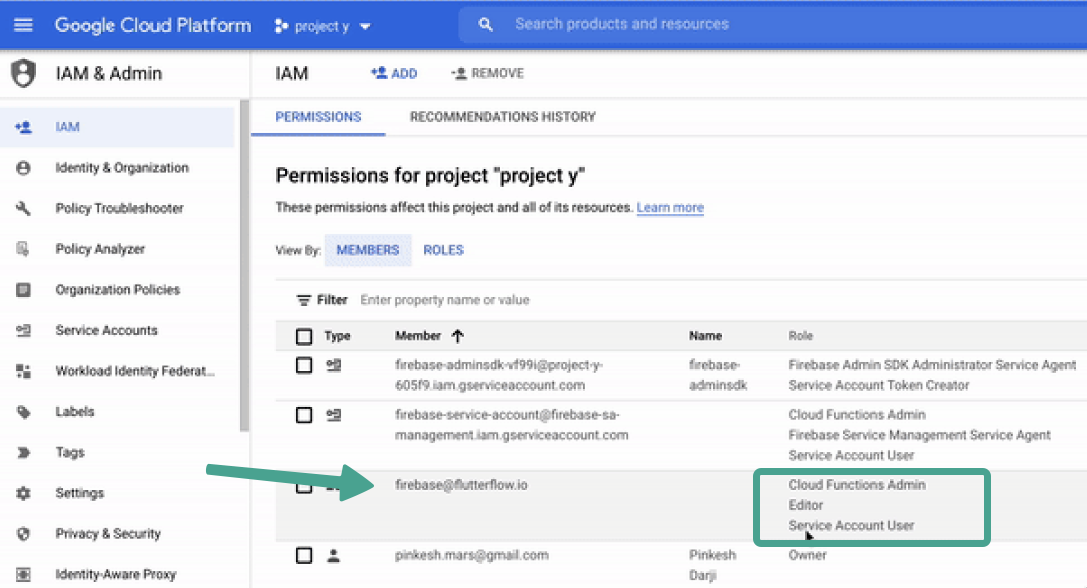 Google Cloud Platform
project y
Search products and resources
IAM & Admin
IAM
ADD
REMOVE
IAM
Identity & Organization
Policy Troubleshooter
Policy Analyzer
Organization Policies
Service Accounts
Workload Identity Federat...
Labels
Tags
Settings
Privacy & Security
Identity-Aware Proxy
PERMISSIONS
RECOMMENDATIONS HISTORY
Permissions for project "project y"
These permissions affect this project and all of its resources. Learn more
View By:
MEMBERS
ROLES
Filter
Enter property name or value
Type
Member
Name
Role
firebase-adminsdk-vf99i@project-y-
605f9.iam.gserviceaccount.com
firebase-
adminsdk
Firebase Admin SDK Administrator Service Agent
Service Account Token Creator
firebase-service-account@firebase-sa-
management.iam.gserviceaccount.com
Cloud Functions Admin
Firebase Service Management Service Agent
Service Account User
firebase@flutterflow.io
Cloud Functions Admin
Editor
Service Account User
pinkesh.mars@gmail.com
Pinkesh
Darji
Owner